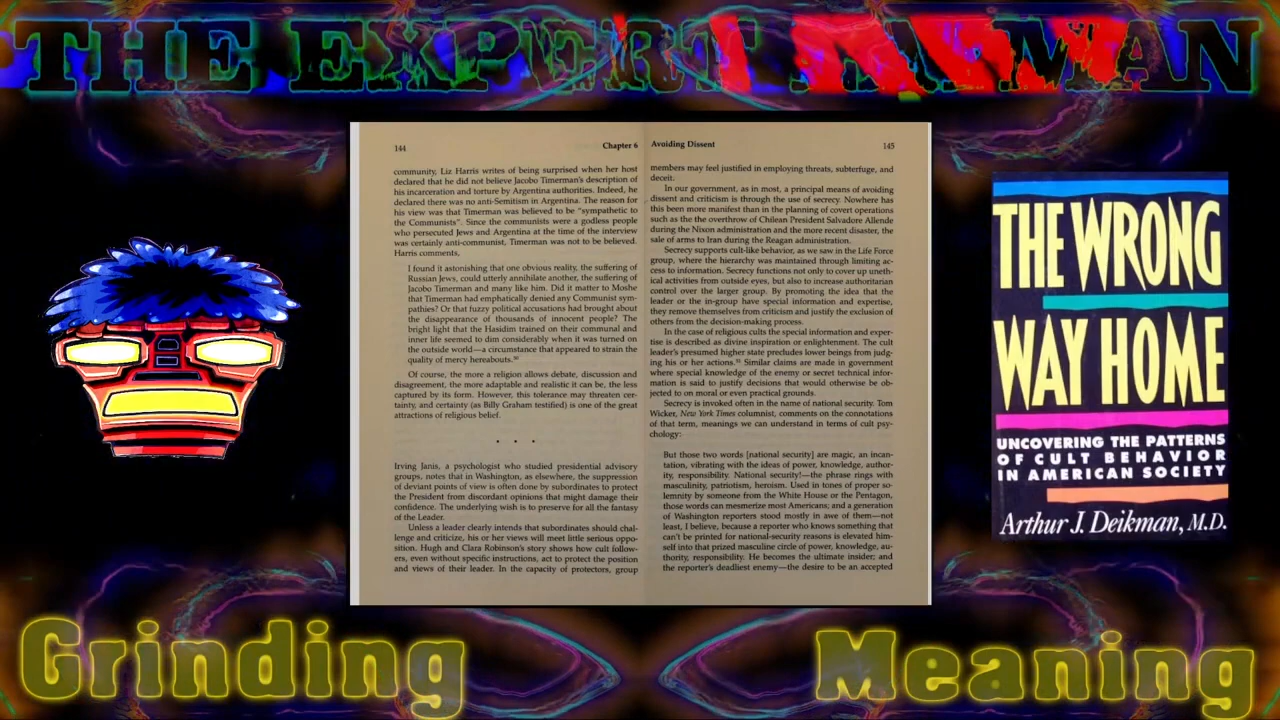 THE EXPERT HUMAN
144
Chapter 6
community, Liz Harris writes of being surprised when her host
declared that he did not believe Jacobo Timerman's description of
his incarceration and torture by Argentina authorities. Indeed, he
declared there was no anti-Semitism in Argentina. The reason for
his view was that Timerman was believed to be "sympathetic to
the Communists". Since the communists were a godless people
who persecuted Jews and Argentina at the time of the interview
was certainly anti-communist, Timerman was not to be believed.
Harris comments.
I found it astonishing that one obvious reality, the suffering of
Russian Jews, could utterly annihilate another, the suffering of
Jacobo Timerman and many like him. Did it matter to Moshe
that Timerman had emphatically denied any Communist sym-
pathies? Or that fuzzy political accusations had brought about
the disappearance of thousands of innocent people? The
bright light that the Hasidim trained on their communal and
inner life seemed to dim considerably when it was turned on
the outside world—a circumstance that appeared to strain the
quality of mercy hereabouts.30
Of course, the more a religion allows debate, discussion and
disagreement, the more adaptable and realistic it can be, the less
captured by its form. However, this tolerance may threaten cer-
tainty, and certainty (as Billy Graham testified) is one of the great
attractions of religious belief.
• • •
Irving Janis, a psychologist who studied presidential advisory
groups, notes that in Washington, as elsewhere, the suppression
of deviant points of view is often done by subordinates to protect
the President from discordant opinions that might damage their
confidence. The underlying wish is to preserve for all the fantasy
of the Leader.
Unless a leader clearly intends that subordinates should chal-
lenge and criticize, his or her views will meet little serious oppo-
sition. Hugh and Clara Robinson's story shows how cult follow-
ers, even without specific instructions, act to protect the position
and views of their leader. In the capacity of protectors, group
Avoiding Dissent
145
members may feel justified in employing threats, subterfuge, and
deceit.
In our government, as in most, a principal means of avoiding
dissent and criticism is through the use of secrecy. Nowhere has
this been more manifest than in the planning of covert operations
such as the the overthrow of Chilean President Salvadore Allende
during the Nixon administration and the more recent disaster, the
sale of arms to Iran during the Reagan administration.
Secrecy supports cult-like behavior, as we saw in the Life Force
group, where the hierarchy was maintained through limiting ac-
cess to information. Secrecy functions not only to cover up uneth-
ical activities from outside eyes, but also to increase authoritarian
control over the larger group. By promoting the idea that the
leader or the in-group have special information and expertise,
they remove themselves from criticism and justify the exclusion of
others from the decision-making process.
In the case of religious cults the special information and exper-
tise is described as divine inspiration or enlightenment. The cult
leader's presumed higher state precludes lower beings from judg-
ing his or her actions.31 Similar claims are made in government
where special knowledge of the enemy or secret technical infor-
mation is said to justify decisions that would otherwise be ob-
jected to on moral or even practical grounds.
Secrecy is invoked often in the name of national security. Tom
Wicker, New York Times columnist, comments on the connotations
of that term, meanings we can understand in terms of cult psy-
chology:
But those two words [national security] are magic, an incan-
tation, vibrating with the ideas of power, knowledge, author-
ity, responsibility. National security!—the phrase rings with
masculinity, patriotism, heroism. Used in tones of proper so-
lemnity by someone from the White House or the Pentagon,
those words can mesmerize most Americans; and a generation
of Washington reporters stood mostly in awe of them—not
least, I believe, because a reporter who knows something that
can't be printed for national-security reasons is elevated him-
self into that prized masculine circle of power, knowledge, au-
thority, responsibility. He becomes the ultimate insider; and
the reporter's deadliest enemy—the desire to be an accepted
THE WRONG
WAY HOME
UNCOVERING THE PATTERNS
OF CULT BEHAVIOR
IN AMERICAN SOCIETY
Arthur J. Deikman, M.D.
Grinding
Meaning